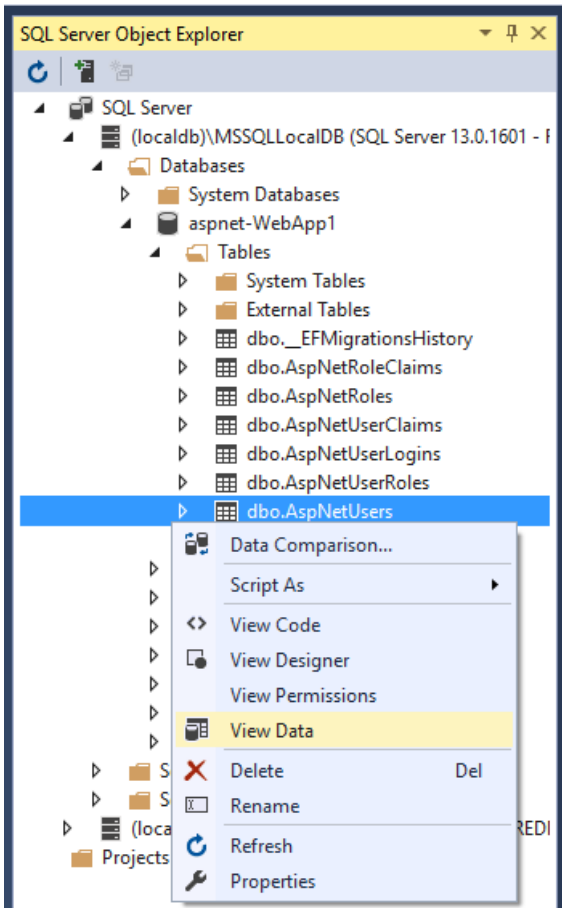 SQL Server Object Explorer
SQL Server
(localdb)\MSSQLLocalDB (SQL Server 13.0.1601 -
Databases
System Databases
aspnet-WebApp1
Tables
System Tables
External Tables
dbo.__EFMigrationsHistory
dbo.AspNetRoleClaims
dbo.AspNetRoles
dbo.AspNetUserClaims
dbo.AspNetUserLogins
dbo.AspNetUserRoles
dbo.AspNetUsers
Data Comparison...
Script As
View Code
View Designer
View Permissions
View Data
S Delete Del
S Rename
(loca REDI
Refresh
Projects
Properties